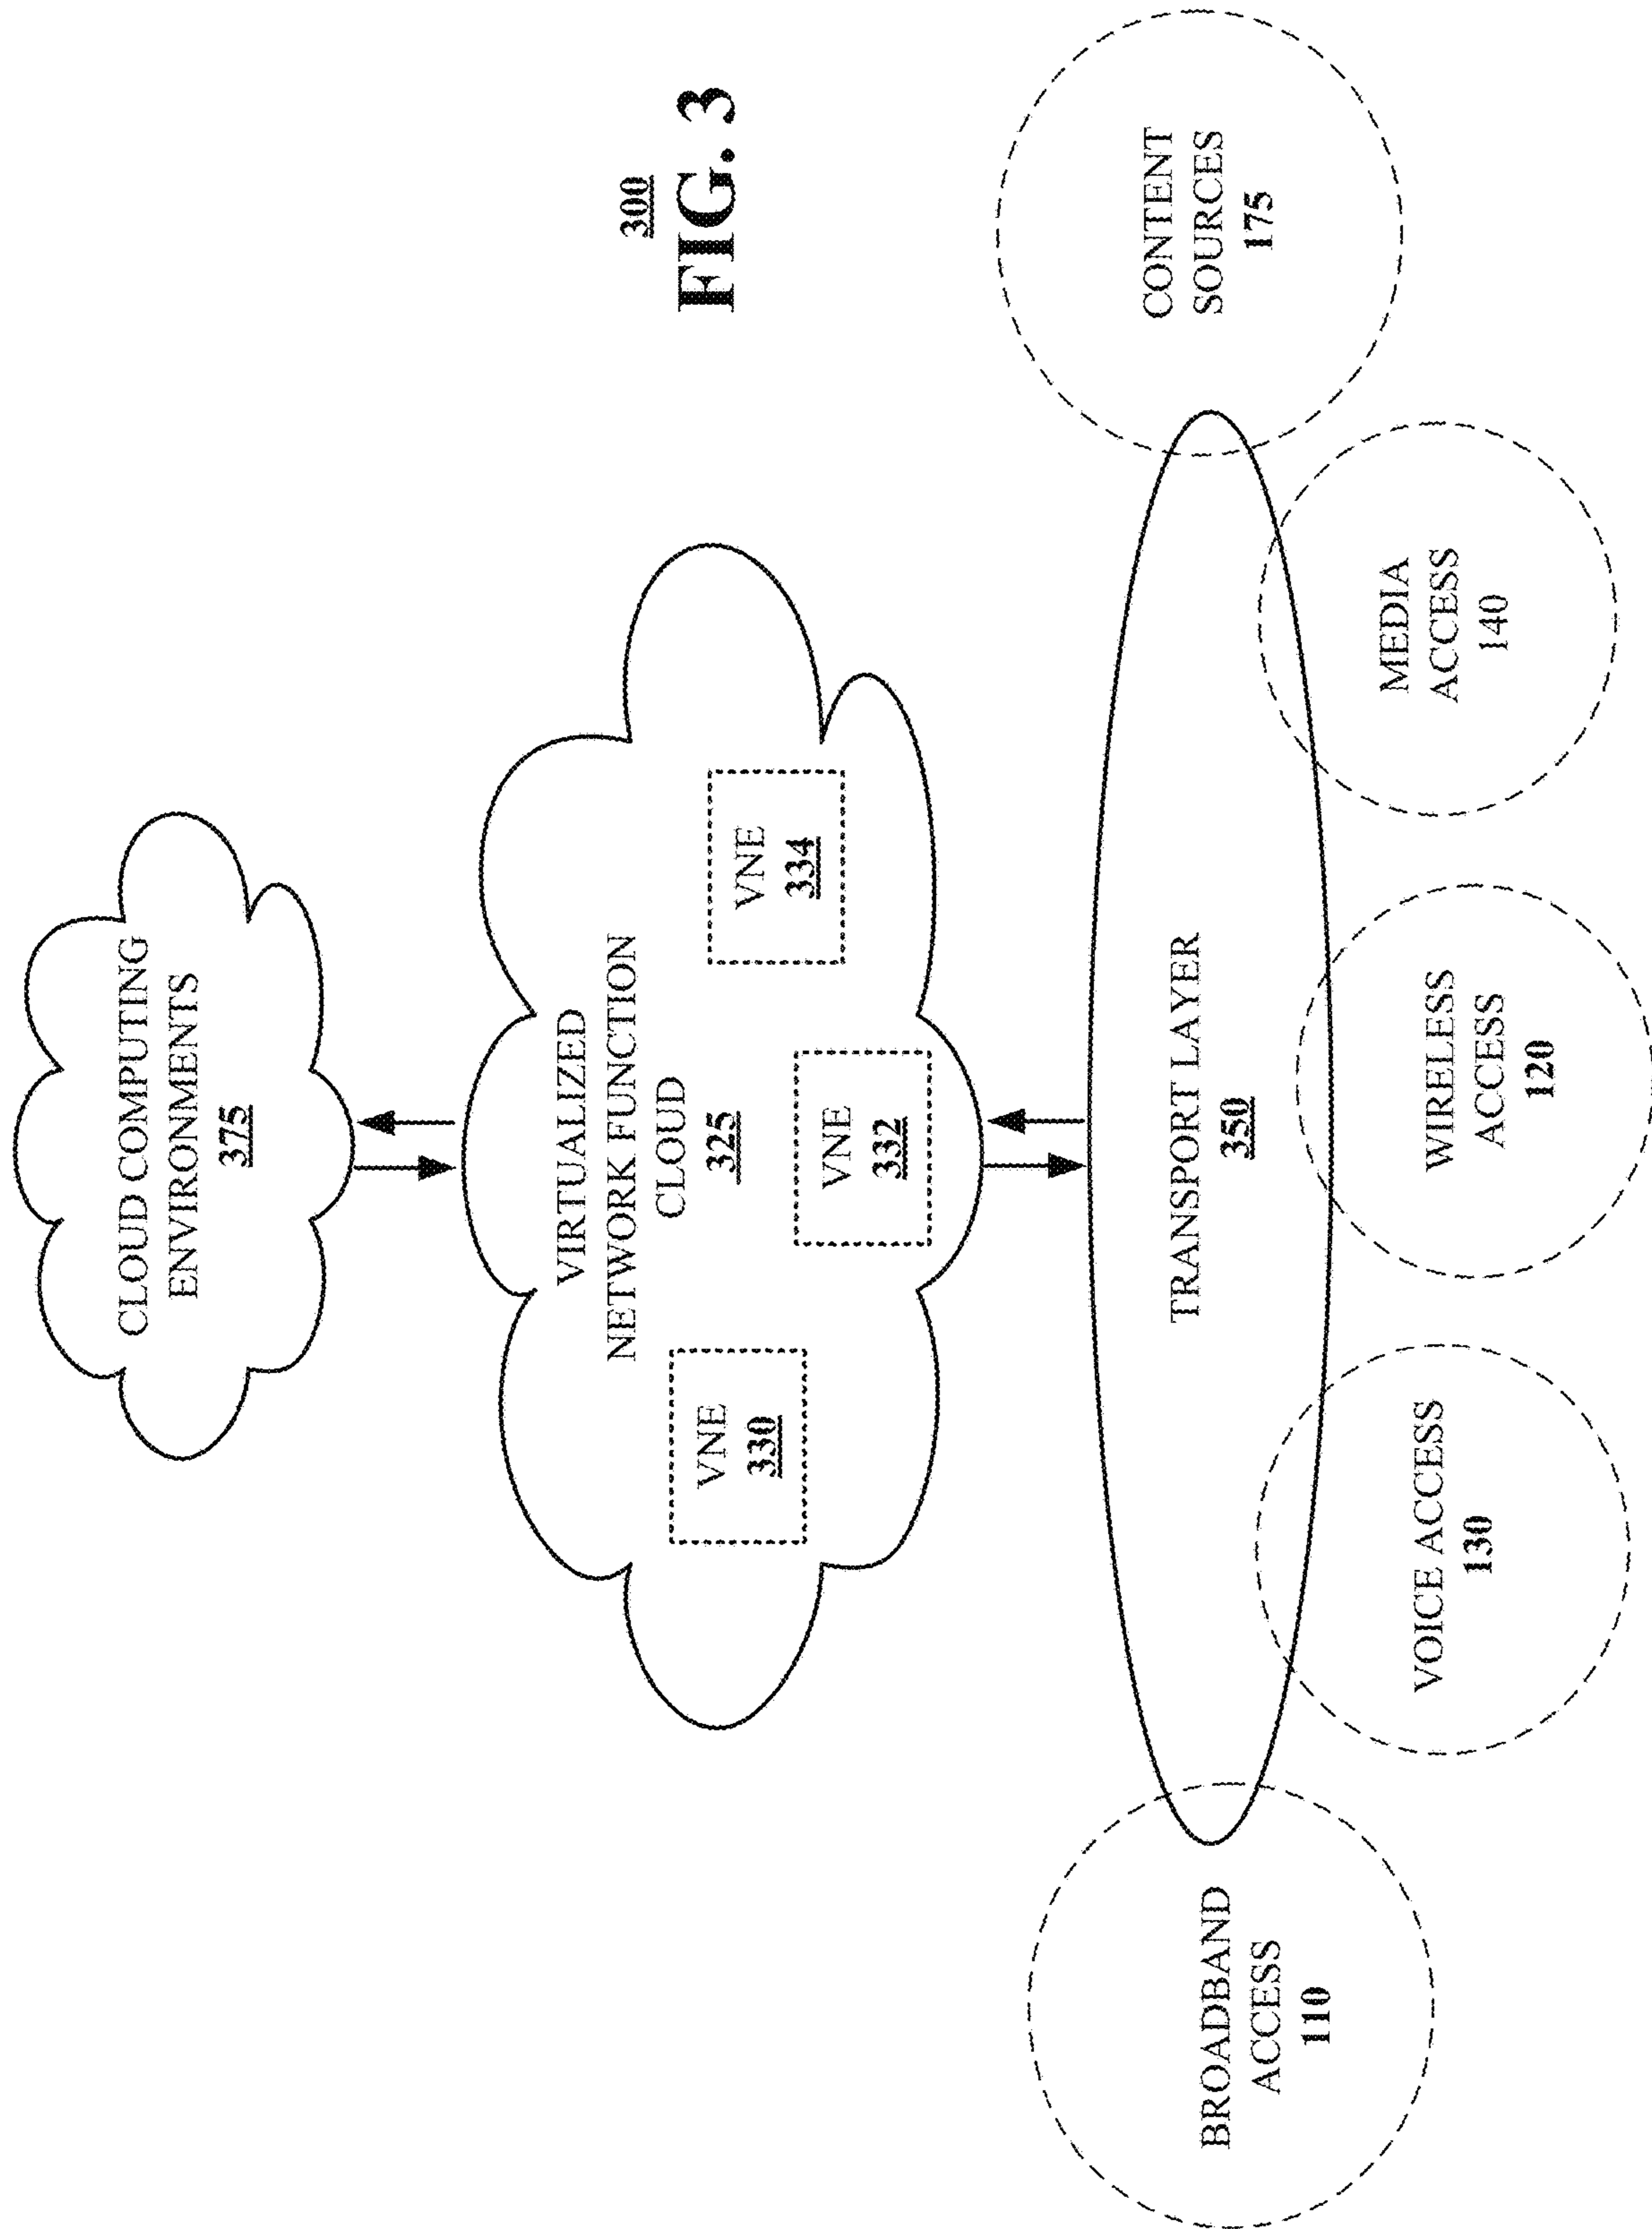 CLOUD COMPUTING
ENVIRONMENTS
375
VIRTUALIZED
NETWORK FUNCTION
CLOUD
325
VNE
330
VNE
332
VNE
334
300
FIG. 3
TRANSPORT LAYER
350
BROADBAND
ACCESS
110
VOICE ACCESS
130
WIRELESS
ACCESS
120
MEDIA
ACCESS
140
CONTENT
SOURCES
175